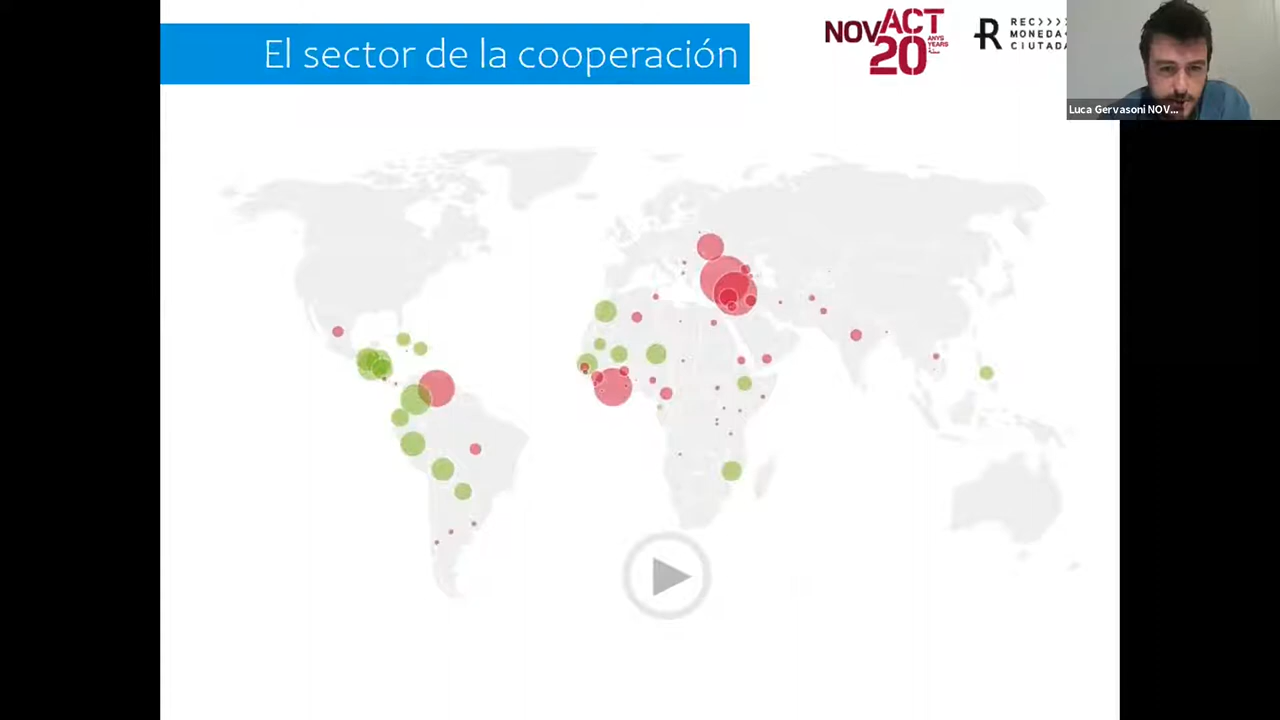 El sector de la cooperación
NOVACT
20
ANYS
YEARS
REC>>>>
MONEDA<
CIUTADA
Luca Gervasoni NOV...